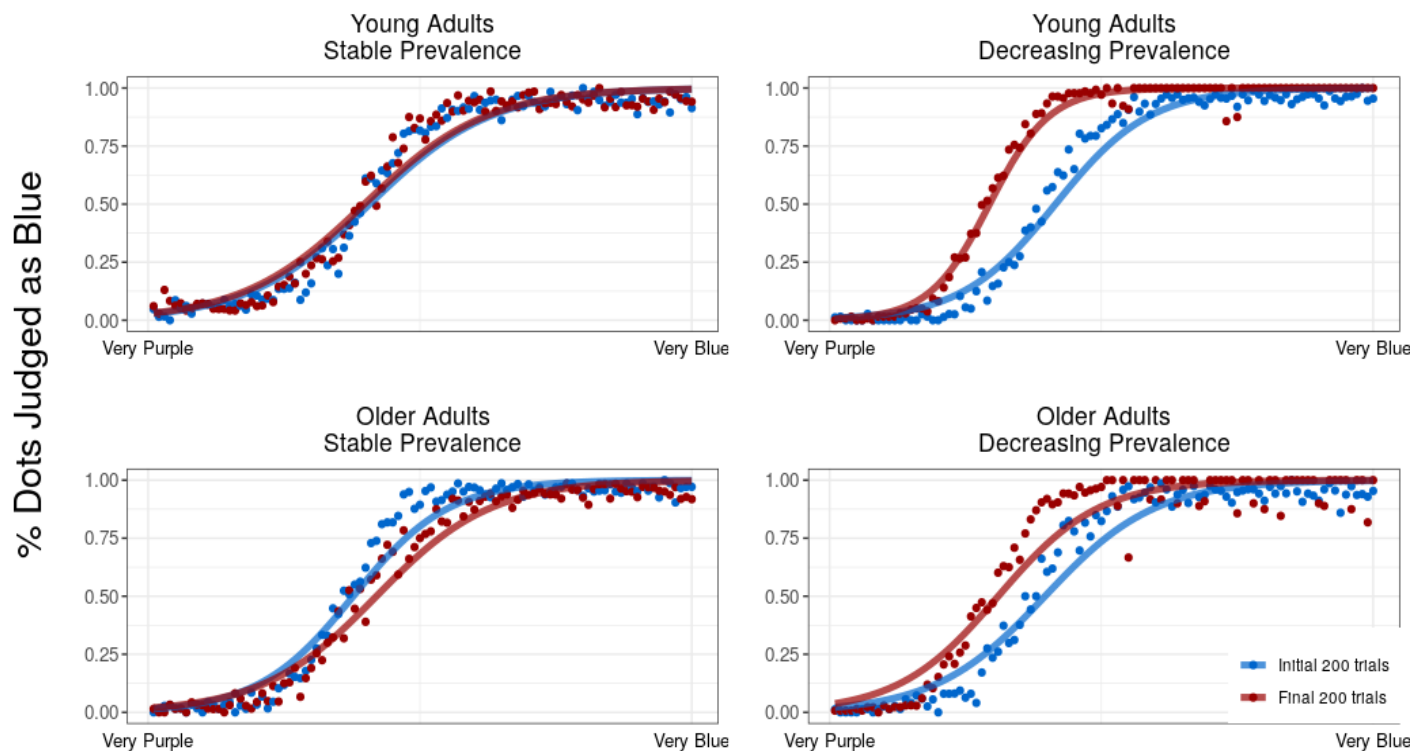 Young Adults
Stable Prevalence
Young Adults
Decreasing Prevalence
% Dots Judged as Blue
1.00
0.75
0.50
0.25
0.00
Very Purple
Very Blue
1.00
0.75
0.50
0.25
0.00
Very Purple
Very Blue
Older Adults
Stable Prevalence
Older Adults
Decreasing Prevalence
1.00
0.75
0.50
0.25
0.00
Very Purple
Very Blue
1.00
0.75
0.50
0.25
0.00
Very Purple
Very Blue
Initial 200 trials
Final 200 trials